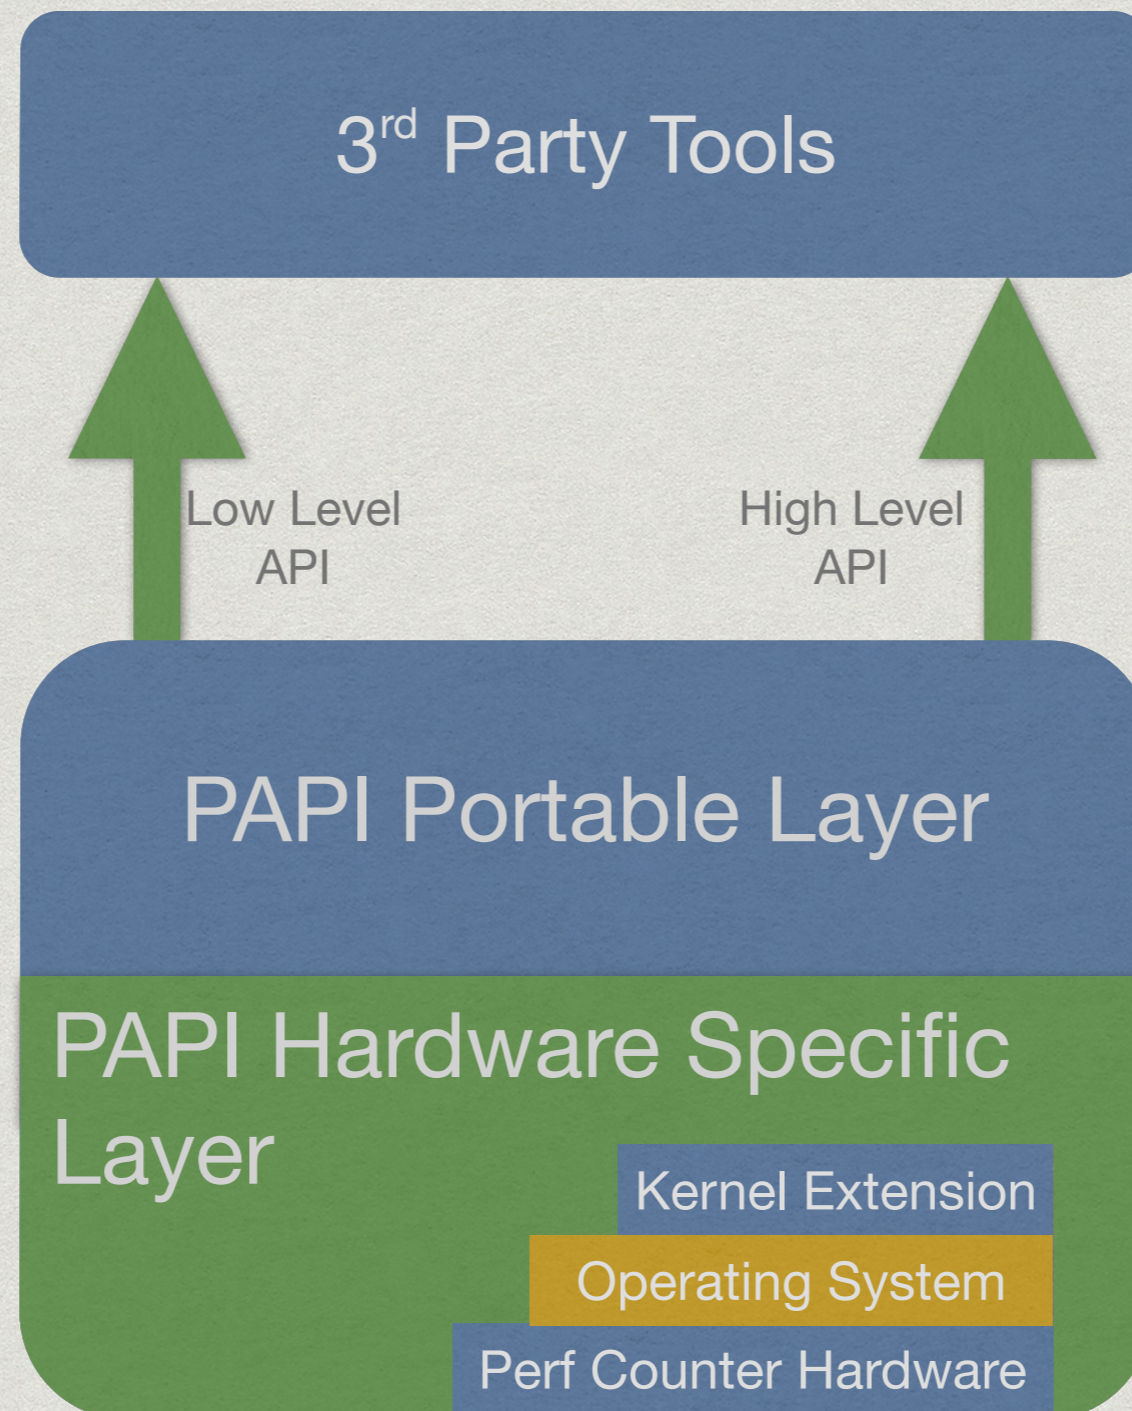 3rd Party Tools
Low Level
API
High Level
API
PAPI Portable Layer
PAPI Hardware Specific
Layer
Kernel Extension
Operating System
Perf Counter Hardware